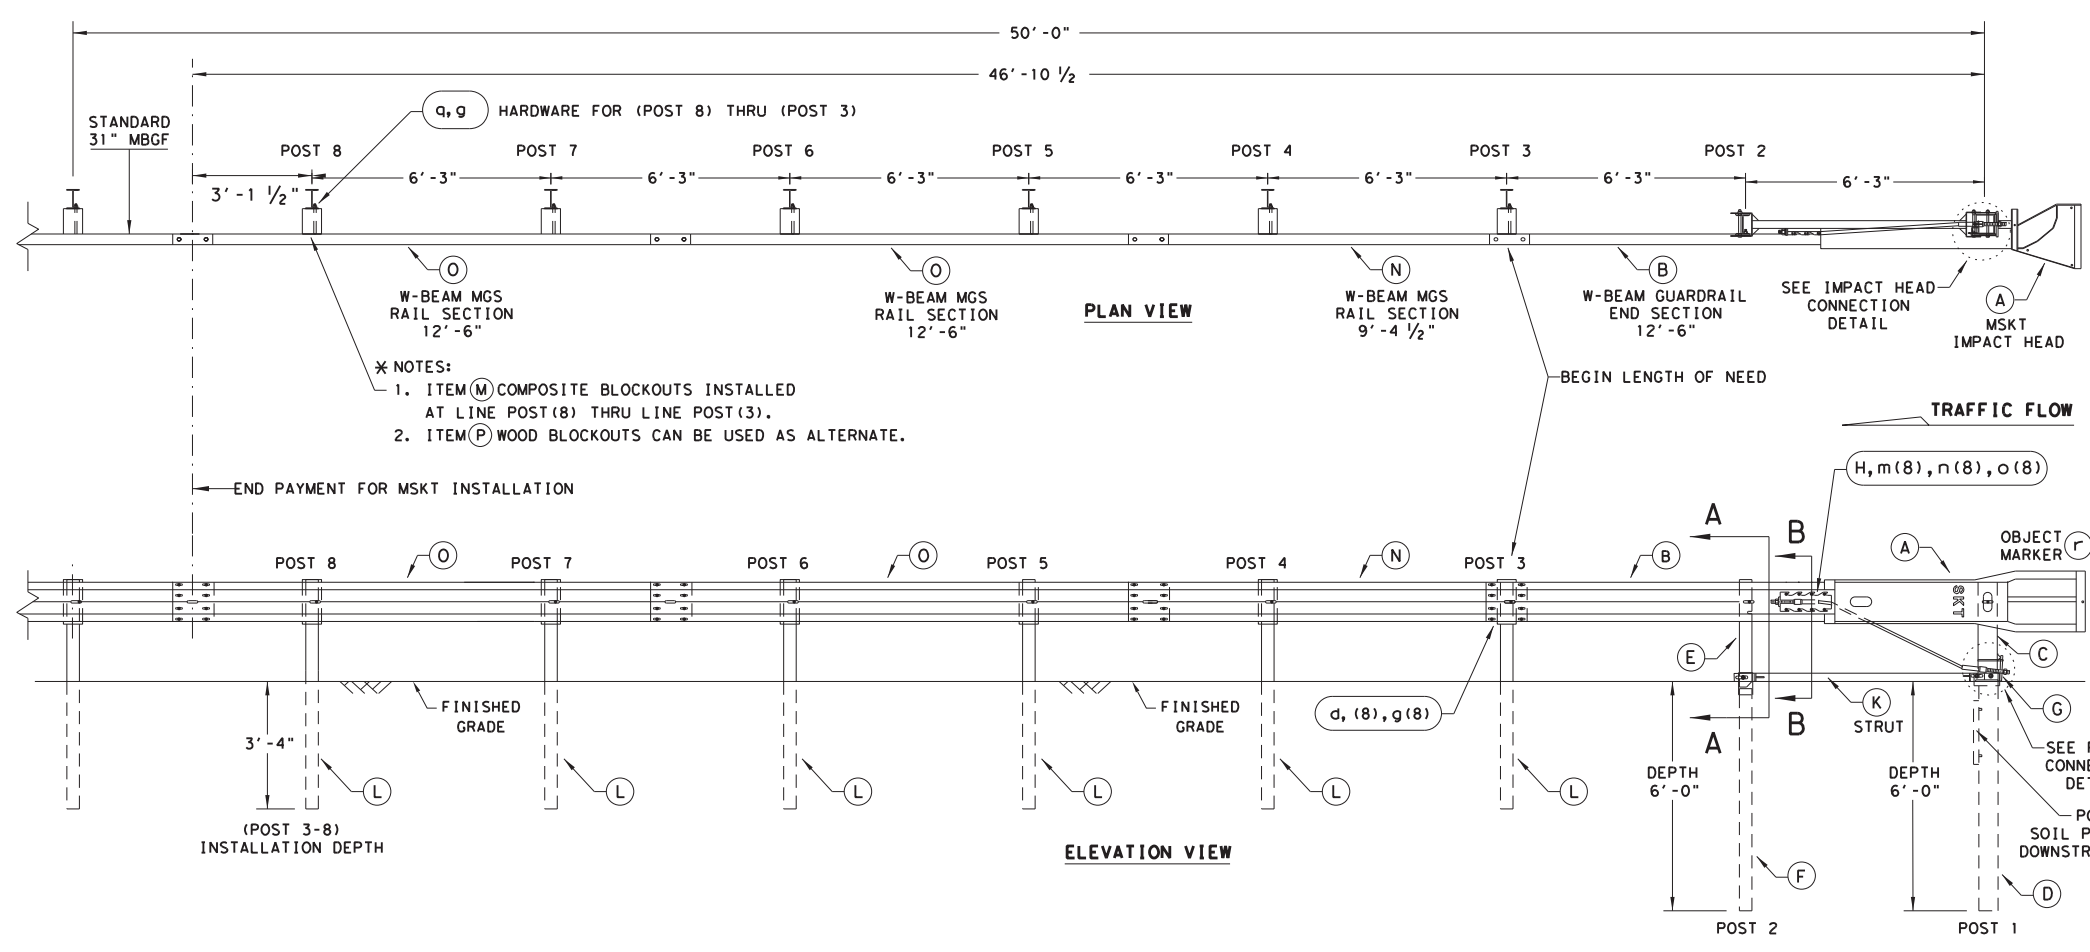 50'-0"
46'-10 ½
q,g HARDWARE FOR (POST 8) THRU (POST 3)
STANDARD
31" MBGF
POST 8 POST 7 POST 6 POST 5 POST 4 POST 3 POST 2
3'-1 ½" 6'-3" 6'-3" 6'-3" 6'-3" 6'-3" 6'-3" 6'-3"
O
W-BEAM MGS
RAIL SECTION
12'-6"
O
W-BEAM MGS
RAIL SECTION
12'-6"
PLAN VIEW
N
W-BEAM MGS
RAIL SECTION
9'-4 ½"
B
W-BEAM GUARDRAIL
END SECTION
12'-6"
SEE IMPACT HEAD
CONNECTION
DETAIL
A
MSKT
IMPACT HEAD
* NOTES:
1. ITEM M COMPOSITE BLOCKOUTS INSTALLED
AT LINE POST(8) THRU LINE POST(3).
2. ITEM P WOOD BLOCKOUTS CAN BE USED AS ALTERNATE.
BEGIN LENGTH OF NEED
TRAFFIC FLOW
END PAYMENT FOR MSKT INSTALLATION
H,m(8),n(8),o(8)
A B
OBJECT
MARKER r
POST 8 O POST 7 POST 6 O POST 5 POST 4 N POST 3 B A
SKT
E C
FINISHED
GRADE
FINISHED
GRADE
d, (8),g(8)
A B
K
STRUT
G
3'-4"
L L L L L L
(POST 3-8)
INSTALLATION DEPTH
ELEVATION VIEW
DEPTH
6'-0"
DEPTH
6'-0"
SEE
CONNE
DE
PO
SOIL P
DOWNSTR
F D
POST 2 POST 1